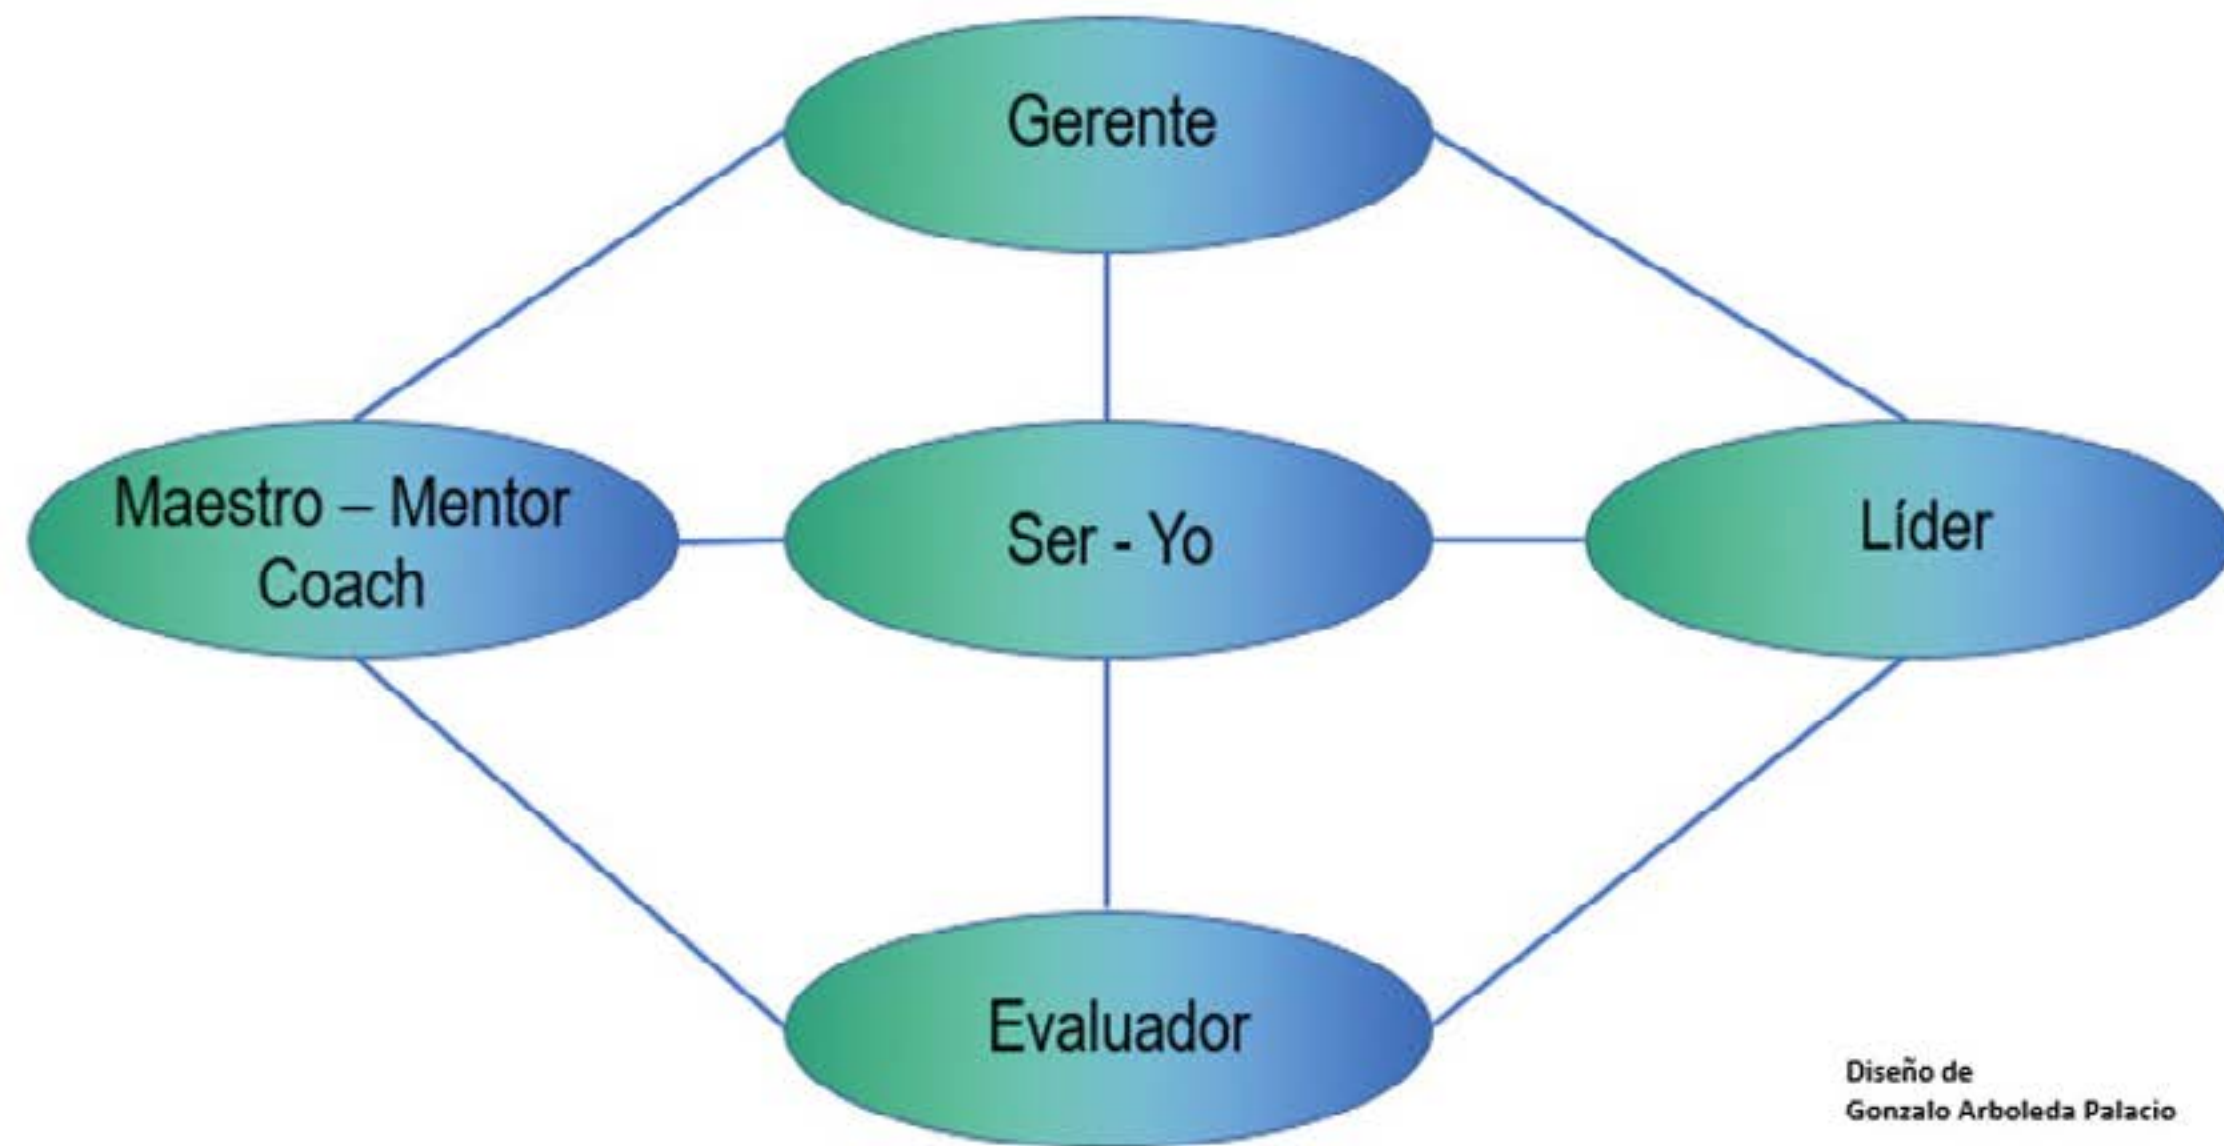 Gerente
Maestro – Mentor
Coach
Ser - Yo
Líder
Evaluador
Diseño de
Gonzalo Arboleda Palacio